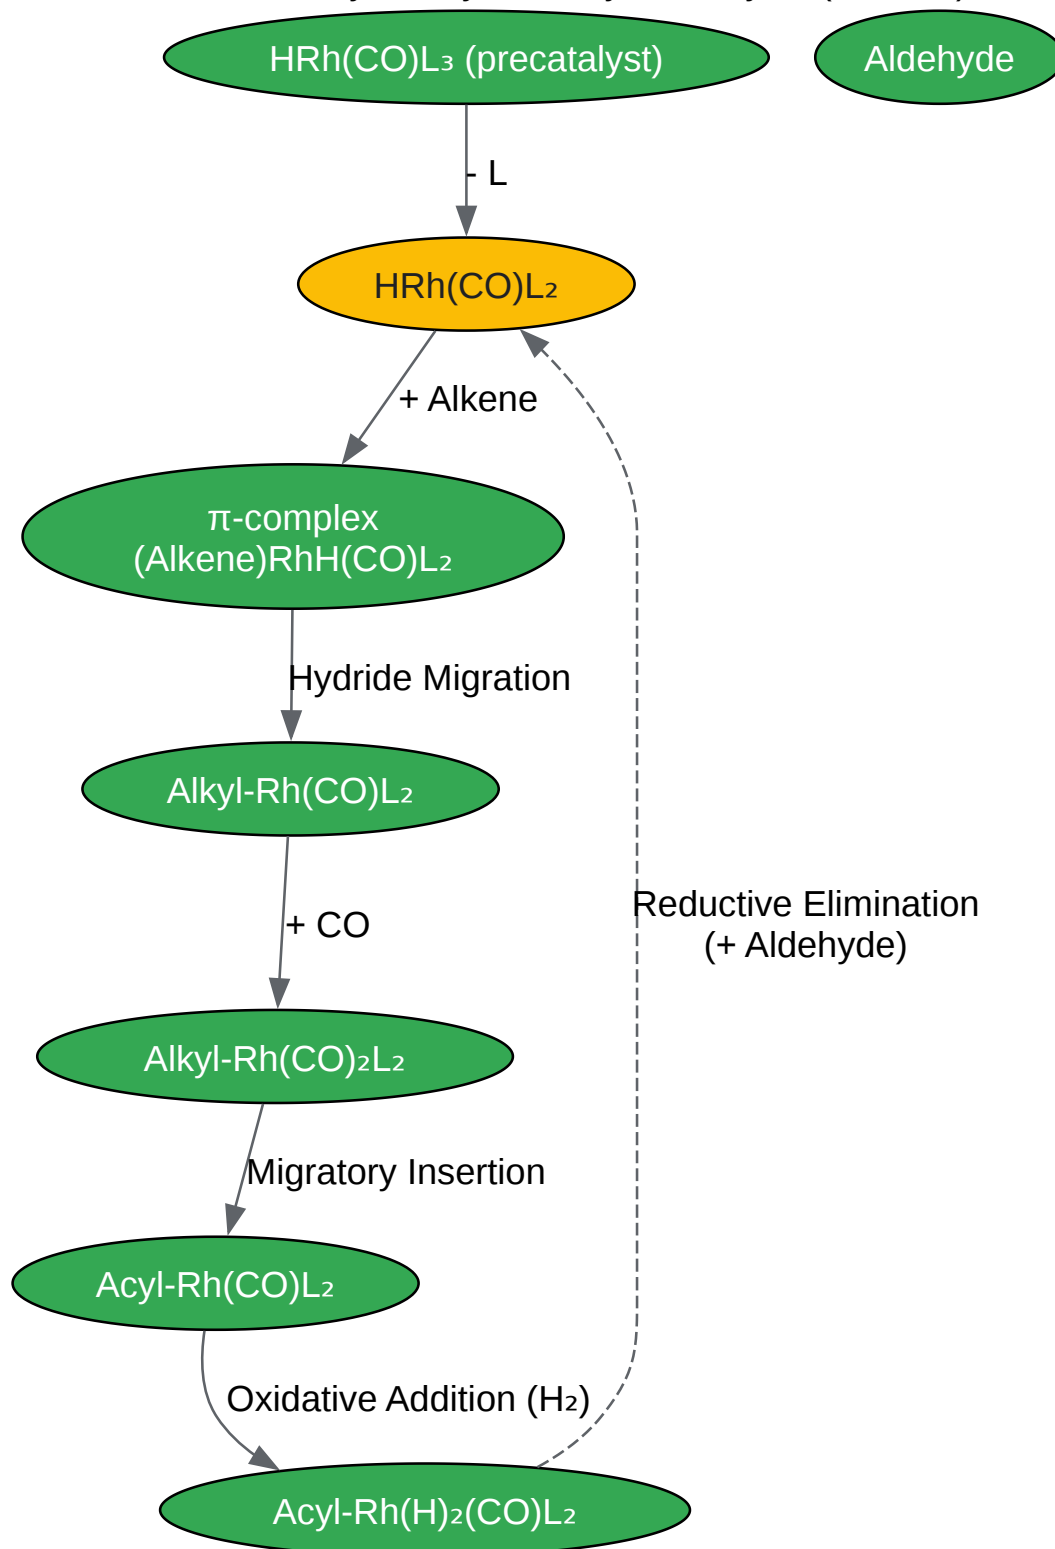 HRh(CO)L₃ (precatalyst)
Aldehyde
- L
HRh(CO)L₂
+ Alkene
π-complex
(Alkene)RhH(CO)L₂
Hydride Migration
Alkyl-Rh(CO)L₂
+ CO
Reductive Elimination
(+ Aldehyde)
Alkyl-Rh(CO)₂L₂
Migratory Insertion
Acyl-Rh(CO)L₂
Oxidative Addition (H₂)
Acyl-Rh(H)₂(CO)L₂